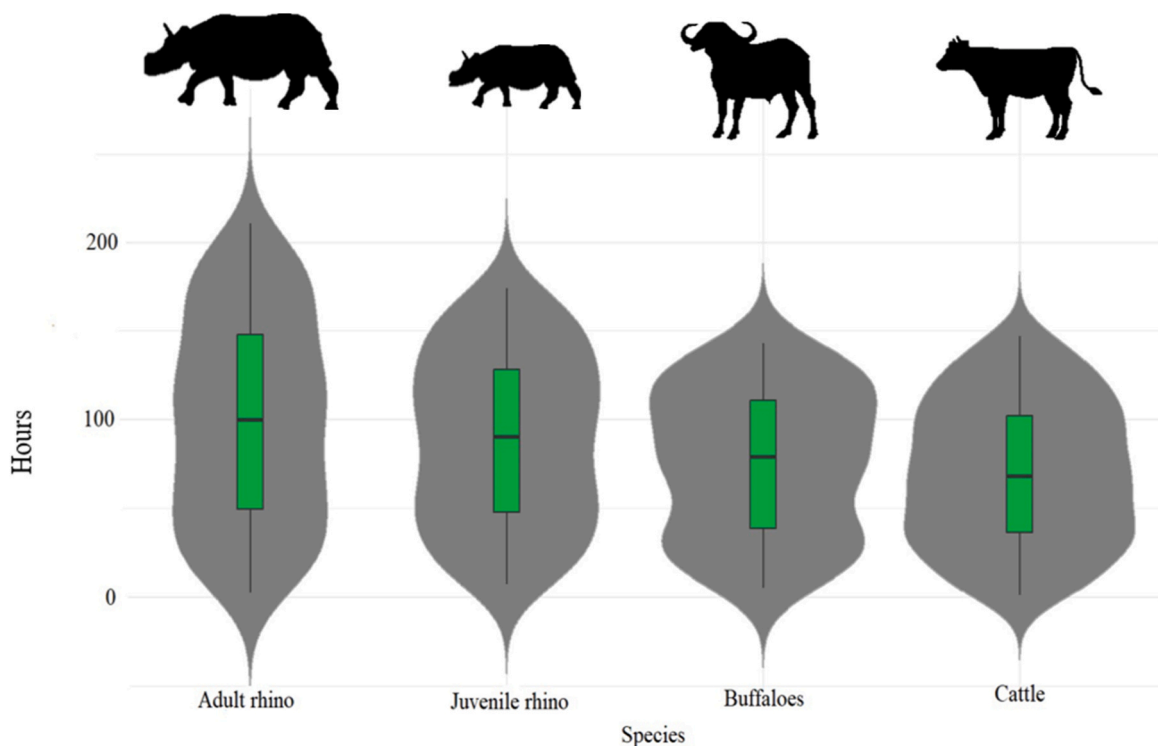 200
100
0
Hours
Adult rhino
Juvenile rhino
Buffaloes
Cattle
Species